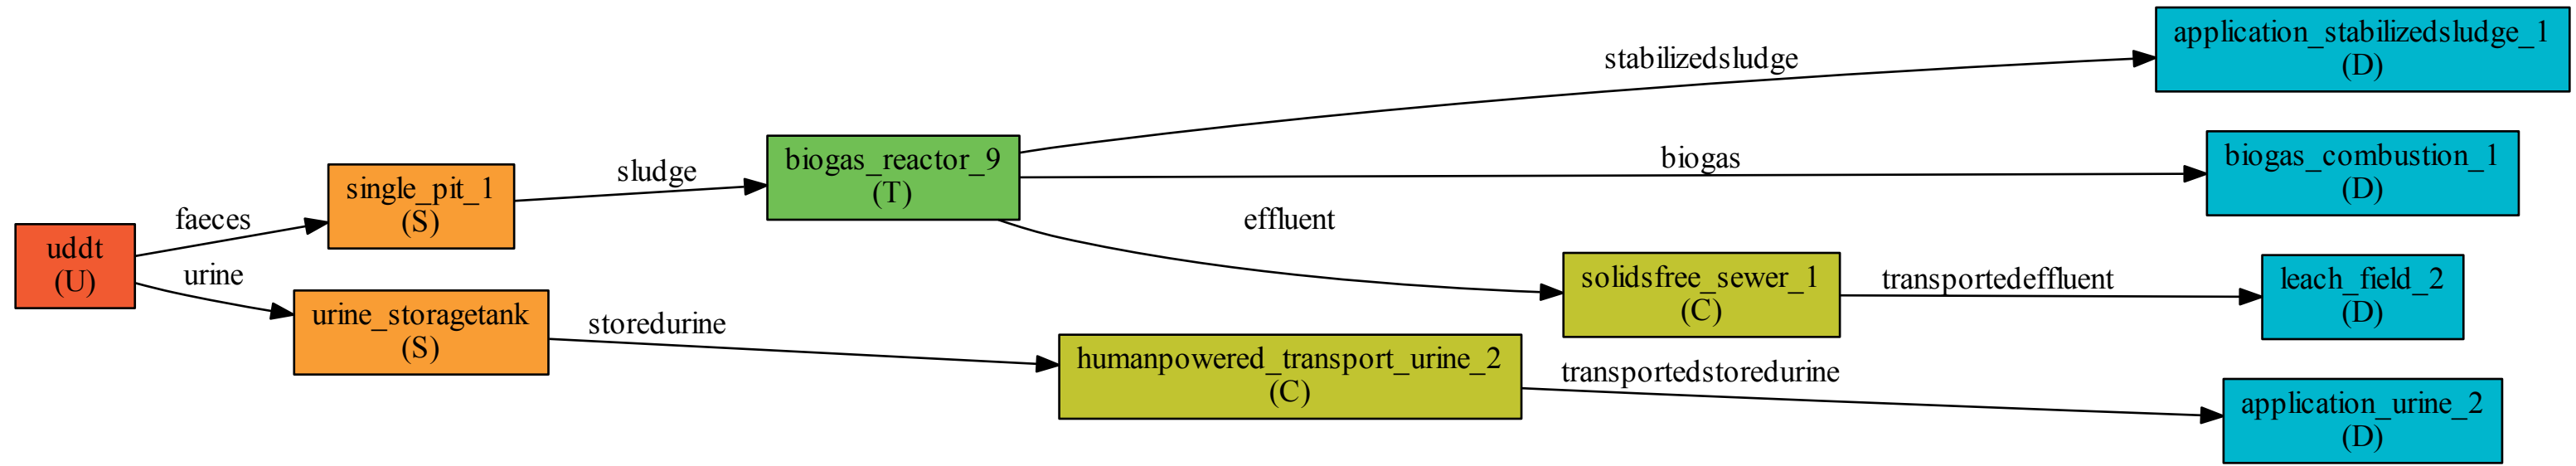 uddt
(U)
faeces
urine
single_pit_1
(S)
urine_storagetank
(S)
sludge
storedurine
biogas_reactor_9
(T)
humanpowered_transport_urine_2
(C)
stabilizedsludge
biogas
effluent
solidsfree_sewer_1
(C)
transportedeffluent
transportedstoredurine
application_stabilizedsludge_1
(D)
biogas_combustion_1
(D)
leach_field_2
(D)
application_urine_2
(D)